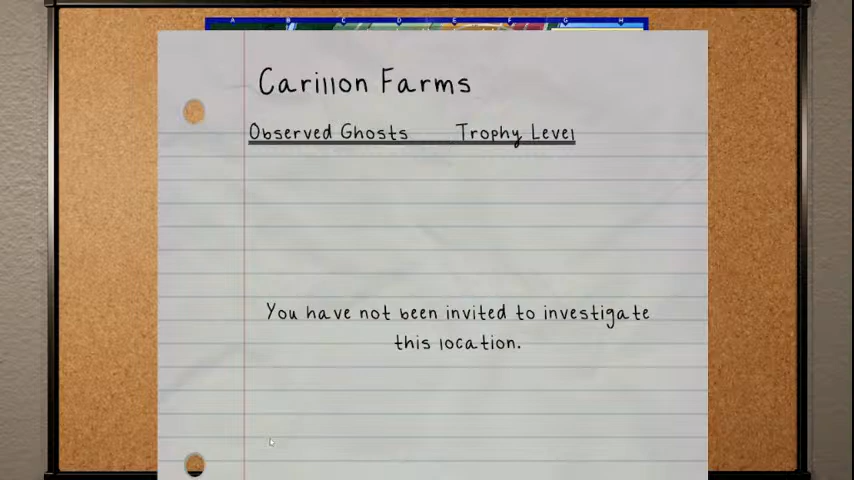 A B C D E F G H
Carillon Farms
Observed Ghosts Trophy Level
You have not been invited to investigate
this location.